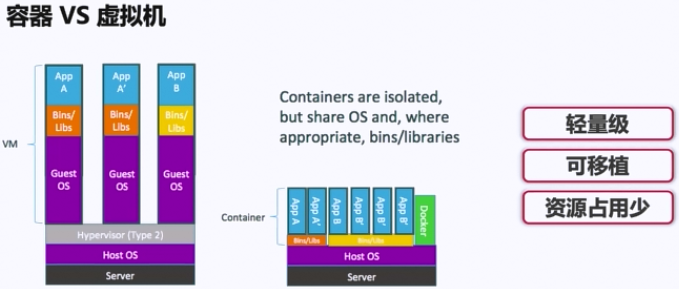 容器 VS 虚拟机
VM
App
A
App
A'
App
B
Bins/
Libs
Bins/
Libs
Bins/
Libs
Guest
OS
Guest
OS
Guest
OS
Hypervisor (Type 2)
Host OS
Server
Containers are isolated,
but share OS and, where
appropriate, bins/libraries
Container
App A
App A'
App B
App B'
App B'
App B'
Docker
Bins/Libs
Bins/Libs
Host OS
Server
轻量级
可移植
资源占用少